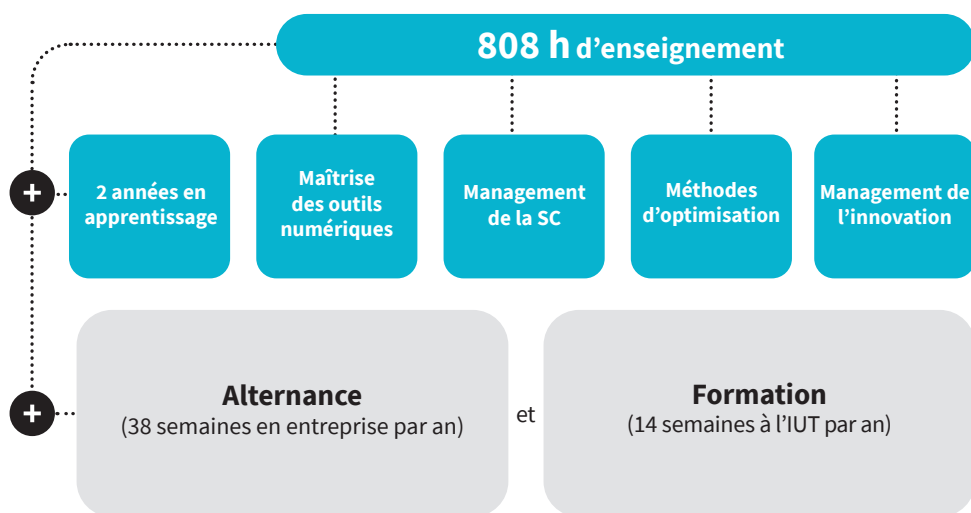 808 h d’enseignement
+
2 années en
apprentissage
Maîtrise
des outils
numériques
Management
de la SC
Méthodes
d’optimisation
Management de
l’innovation
+
Alternance
(38 semaines en entreprise par an)
et
Formation
(14 semaines à l’IUT par an)